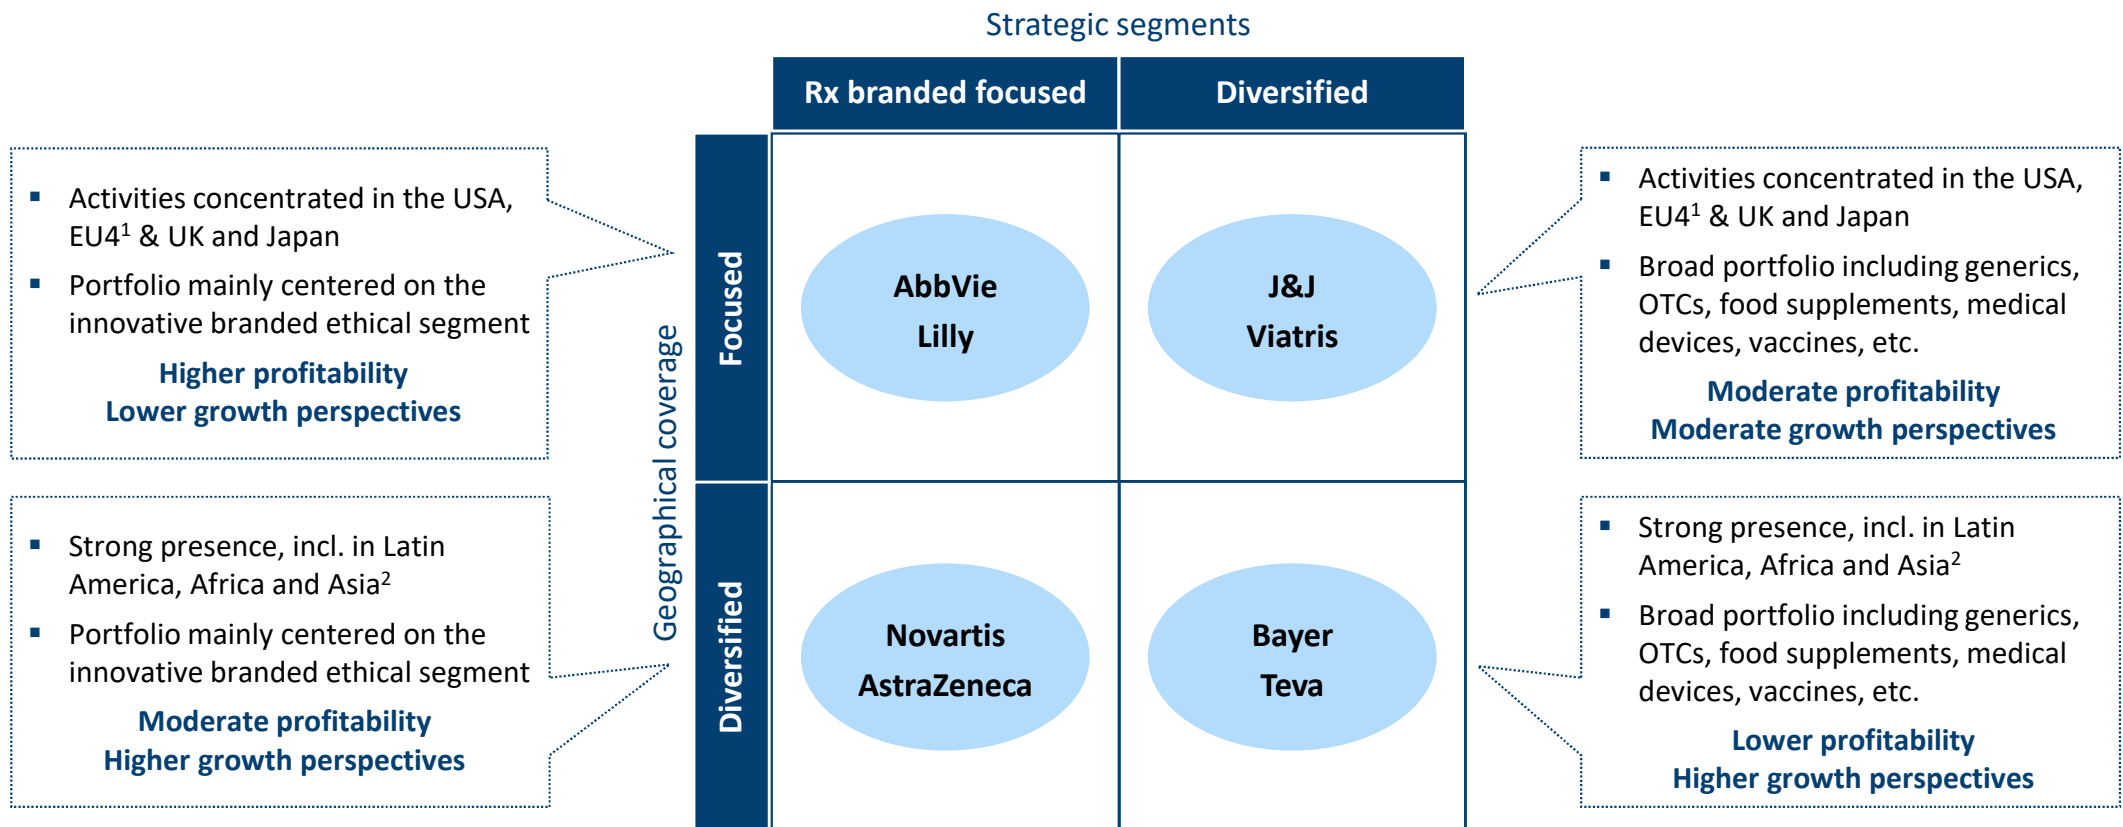 Strategic segments
Rx branded focused
Diversified
Geographical coverage
Focused
Diversified
▪ Activities concentrated in the USA,
EU4¹ & UK and Japan
▪ Portfolio mainly centered on the
innovative branded ethical segment
Higher profitability
Lower growth perspectives
AbbVie
Lilly
J&J
Viatris
▪ Activities concentrated in the USA,
EU4¹ & UK and Japan
▪ Broad portfolio including generics,
OTCs, food supplements, medical
devices, vaccines, etc.
Moderate profitability
Moderate growth perspectives
▪ Strong presence, incl. in Latin
America, Africa and Asia²
▪ Portfolio mainly centered on the
innovative branded ethical segment
Moderate profitability
Higher growth perspectives
Novartis
AstraZeneca
Bayer
Teva
▪ Strong presence, incl. in Latin
America, Africa and Asia²
▪ Broad portfolio including generics,
OTCs, food supplements, medical
devices, vaccines, etc.
Lower profitability
Higher growth perspectives